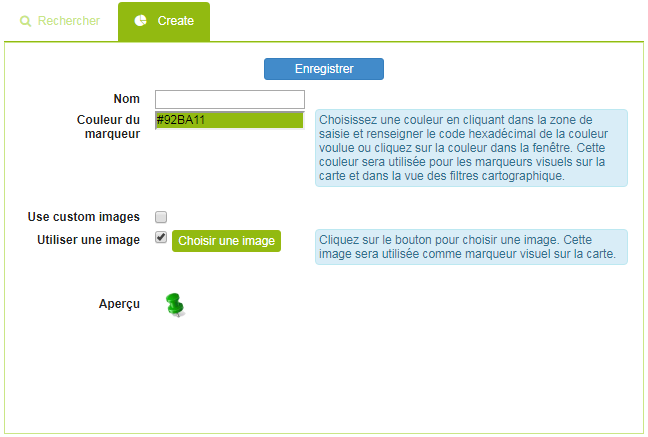 Rechercher
Create
Enregistrer
Nom
Couleur du
marqueur
#92BA11
Choisissez une couleur en cliquant dans la zone de
saisie et renseigner le code hexadécimal de la couleur
voulue ou cliquez sur la couleur dans la fenêtre. Cette
couleur sera utilisée pour les marqueurs visuels sur la
carte et dans la vue des filtres cartographique.
Use custom images
Utiliser une image
Choisir une image
Cliquez sur le bouton pour choisir une image. Cette
image sera utilisée comme marqueur visuel sur la carte.
Aperçu